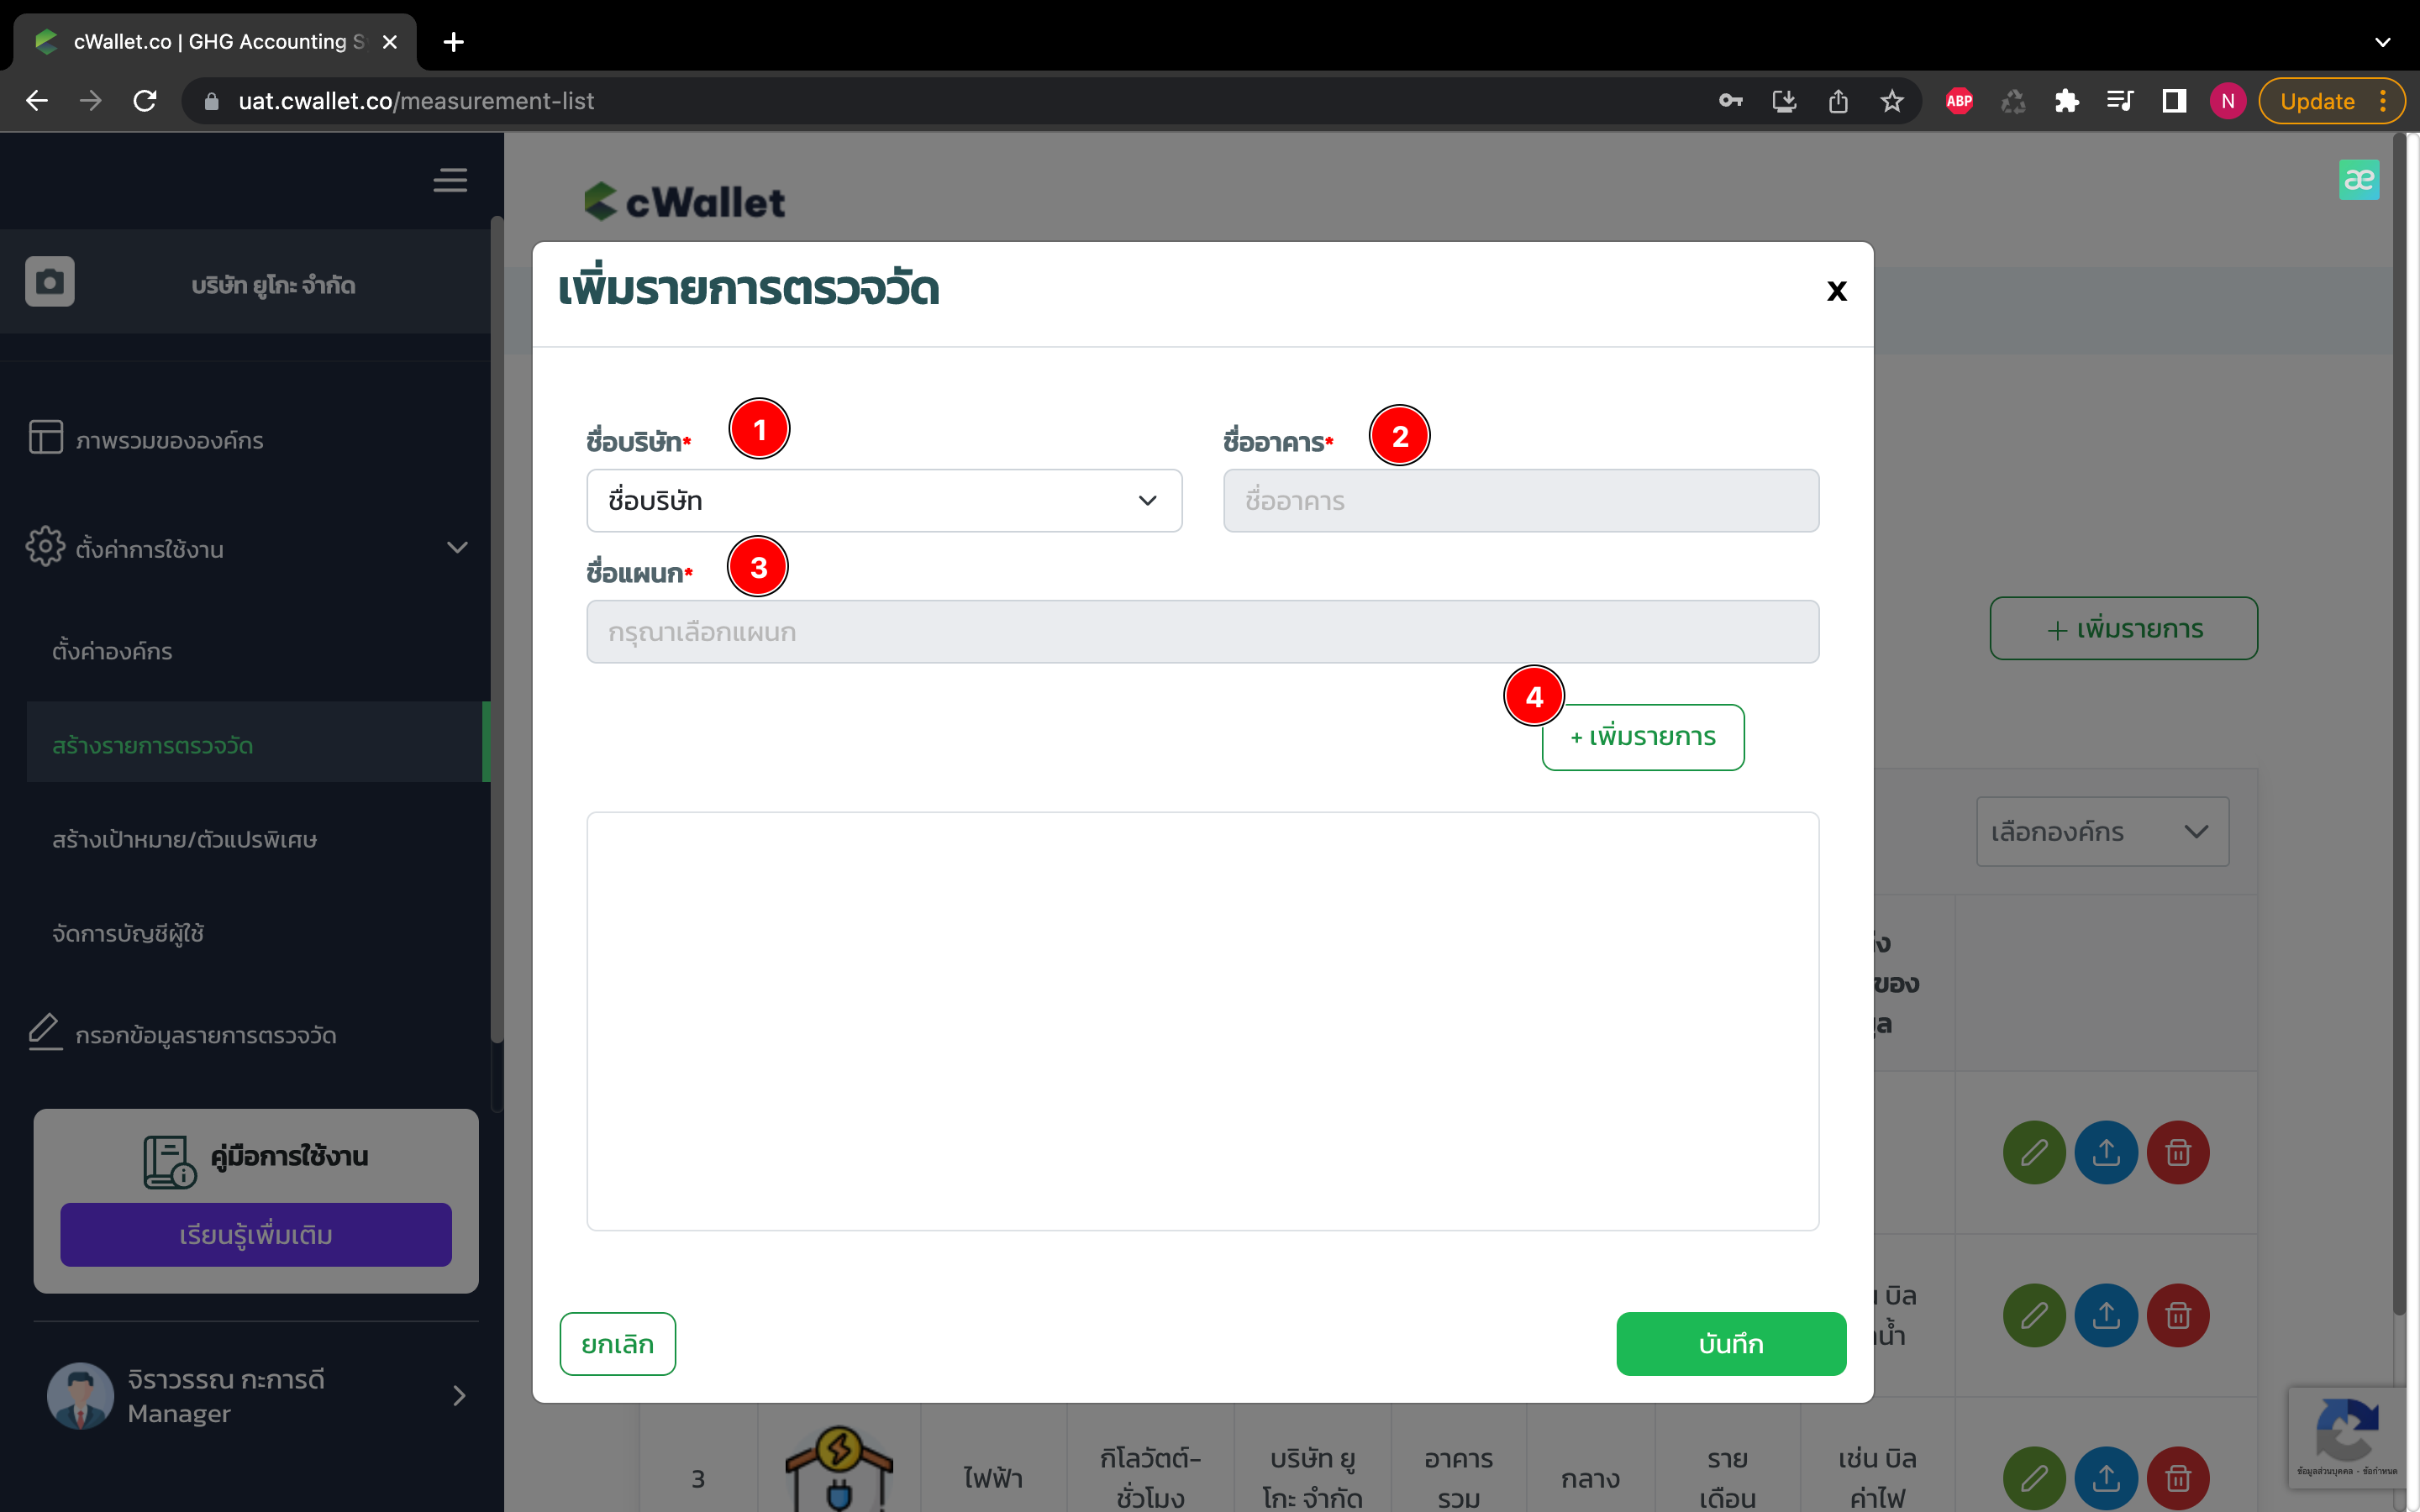 cWallet.co | GHG Accounting S
uat.cwallet.co/measurement-list
ABP
N
Update
æ
cWallet
บริษัท ยูโกะ จำกัด
ภาพรวมขององค์กร
ตั้งค่าการใช้งาน
ตั้งค่าองค์กร
สร้างรายการตรวจวัด
สร้างเป้าหมาย/ตัวแปรพิเศษ
จัดการบัญชีผู้ใช้
กรอกข้อมูลรายการตรวจวัด
คู่มือการใช้งาน
เรียนรู้เพิ่มเติม
จิราวรรณ กะการดี
Manager
เพิ่มรายการตรวจวัด
x
ชื่อบริษัท*
1
ชื่ออาคาร*
2
ชื่อบริษัท
ชื่ออาคาร
ชื่อแผนก*
3
กรุณาเลือกแผนก
4
+ เพิ่มรายการ
ยกเลิก
บันทึก
+ เพิ่มรายการ
เลือกองค์กร
ของ
บิล
น้ำ
3
ไฟฟ้า
กิโลวัตต์-
ชั่วโมง
บริษัท ยู
โกะ จำกัด
อาคาร
รวม
กลาง
ราย
เดือน
เช่น บิล
ค่าไฟ
ข้อมูลส่วนบุคคล - ข้อกำหนด